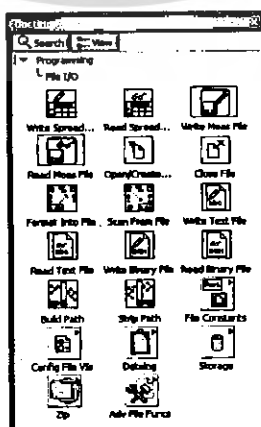 Functions
Search View
Programming
File I/O
Write Spread... Read Spread... Write Meas File
Read Meas File Open/Create... Close File
Format Into File Scan From File Write Text File
Read Text File Write Binary File Read Binary File
Build Path Strip Path File Constants
Config File VIs Datalog Storage
Zip Adv File Funcs